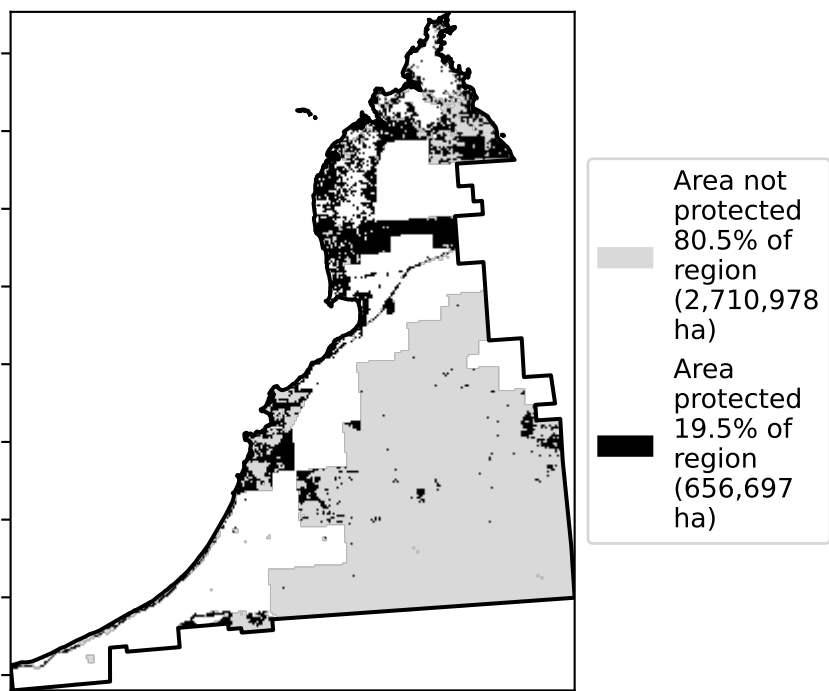 Area not
protected
80.5% of
region
(2,710,978
ha)
Area
protected
19.5% of
region
(656,697
ha)